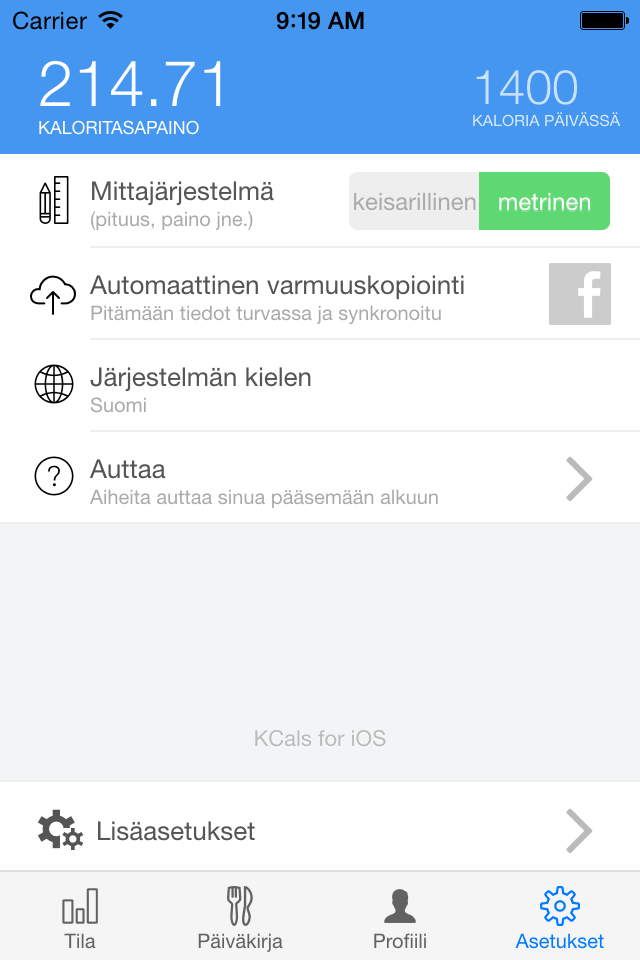 Carrier 9:19 AM
214.71
KALORITASAPAINO
1400
KALORIA PÄIVÄSSÄ
Mittajärjestelmä
(pituus, paino jne.)
keisarillinen metrinen
Automaattinen varmuuskopiointi
Pitämään tiedot turvassa ja synkronoitu
f
Järjestelmän kielen
Suomi
?
Auttaa
Aiheita auttaa sinua pääsemään alkuun
KCals for iOS
Lisäasetukset
Tila Päiväkirja Profiili Asetukset